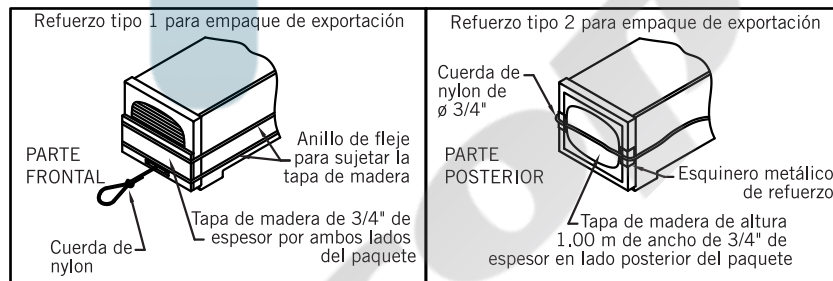 Refuerzo tipo 1 para empaque de exportación
PARTE
FRONTAL
Anillo de fleje
para sujetar la
tapa de madera
Tapa de madera de 3/4" de
espesor por ambos lados
del paquete
Cuerda de
nylon
Refuerzo tipo 2 para empaque de exportación
Cuerda de
nylon de
ø 3/4"
PARTE
POSTERIOR
Esquinero metálico
de refuerzo
Tapa de madera de altura
1.00 m de ancho de 3/4" de
espesor en lado posterior del paquete